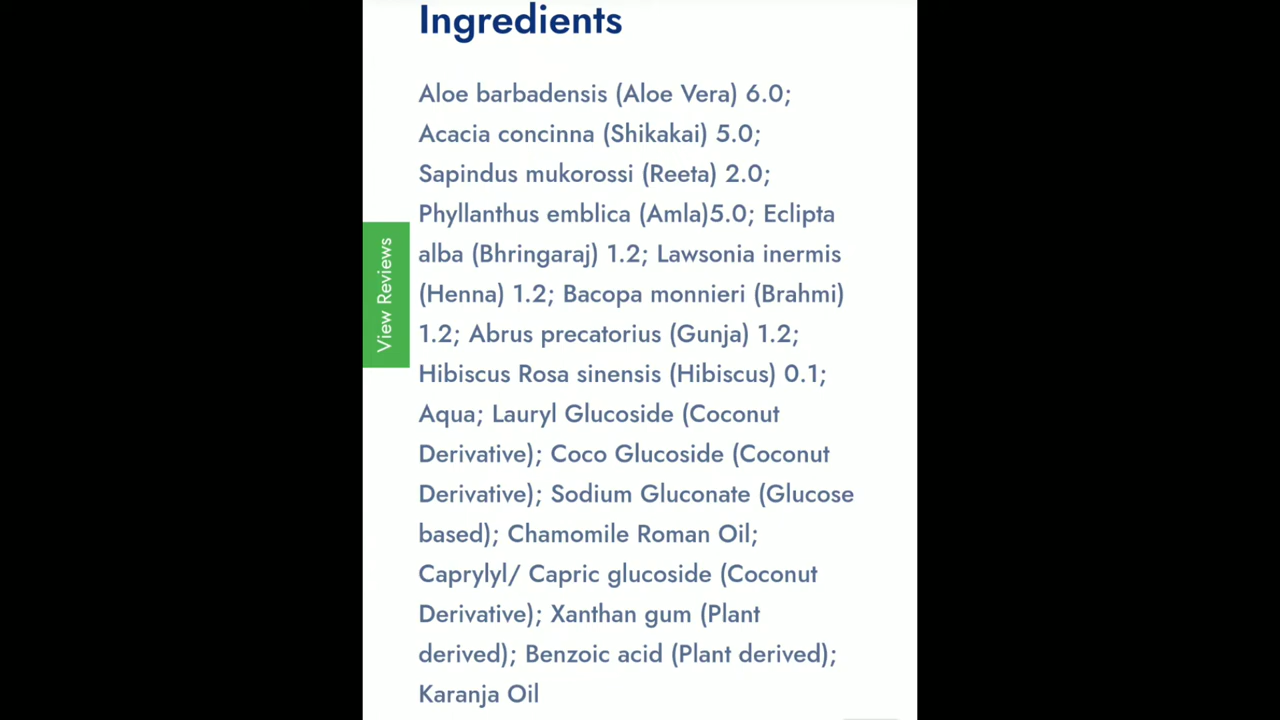 Ingredients
Aloe barbadensis (Aloe Vera) 6.0;
Acacia concinna (Shikakai) 5.0;
Sapindus mukorossi (Reeta) 2.0;
Phyllanthus emblica (Amla)5.0; Eclipta
alba (Bhringaraj) 1.2; Lawsonia inermis
(Henna) 1.2; Bacopa monnieri (Brahmi)
1.2; Abrus precatorius (Gunja) 1.2;
Hibiscus Rosa sinensis (Hibiscus) 0.1;
Aqua; Lauryl Glucoside (Coconut
Derivative); Coco Glucoside (Coconut
Derivative); Sodium Gluconate (Glucose
based); Chamomile Roman Oil;
Caprylyl/ Capric glucoside (Coconut
Derivative); Xanthan gum (Plant
derived); Benzoic acid (Plant derived);
Karanja Oil
View Reviews